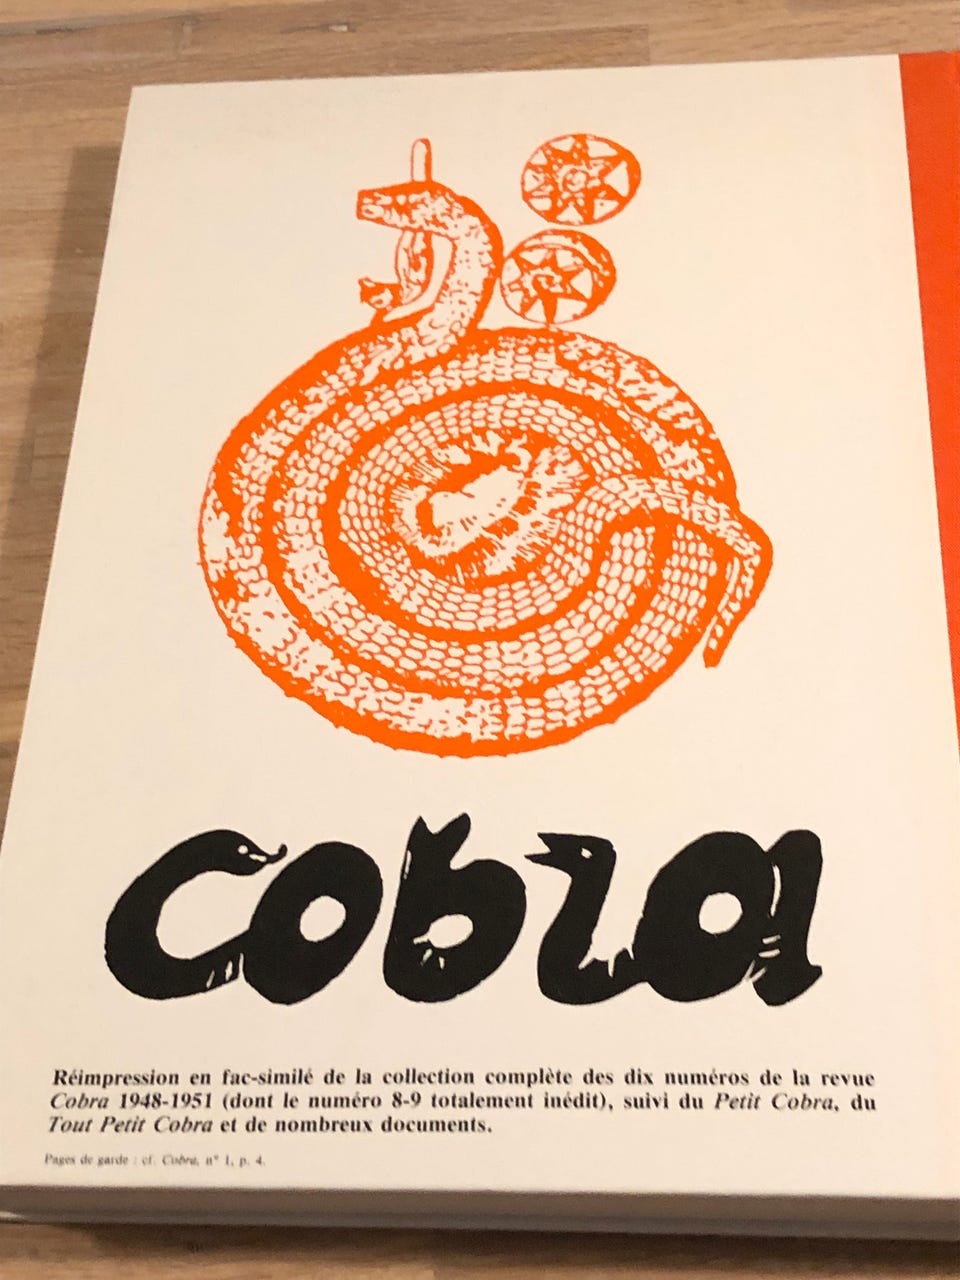 cobra
Réimpression en fac-similé de la collection complète des dix numéros de la revue
Cobra 1948-1951 (dont le numéro 8-9 totalement inédit), suivi du Petit Cobra, du
Tout Petit Cobra et de nombreux documents.
Pages de garde : cf. Cobra, n° 1, p. 4.